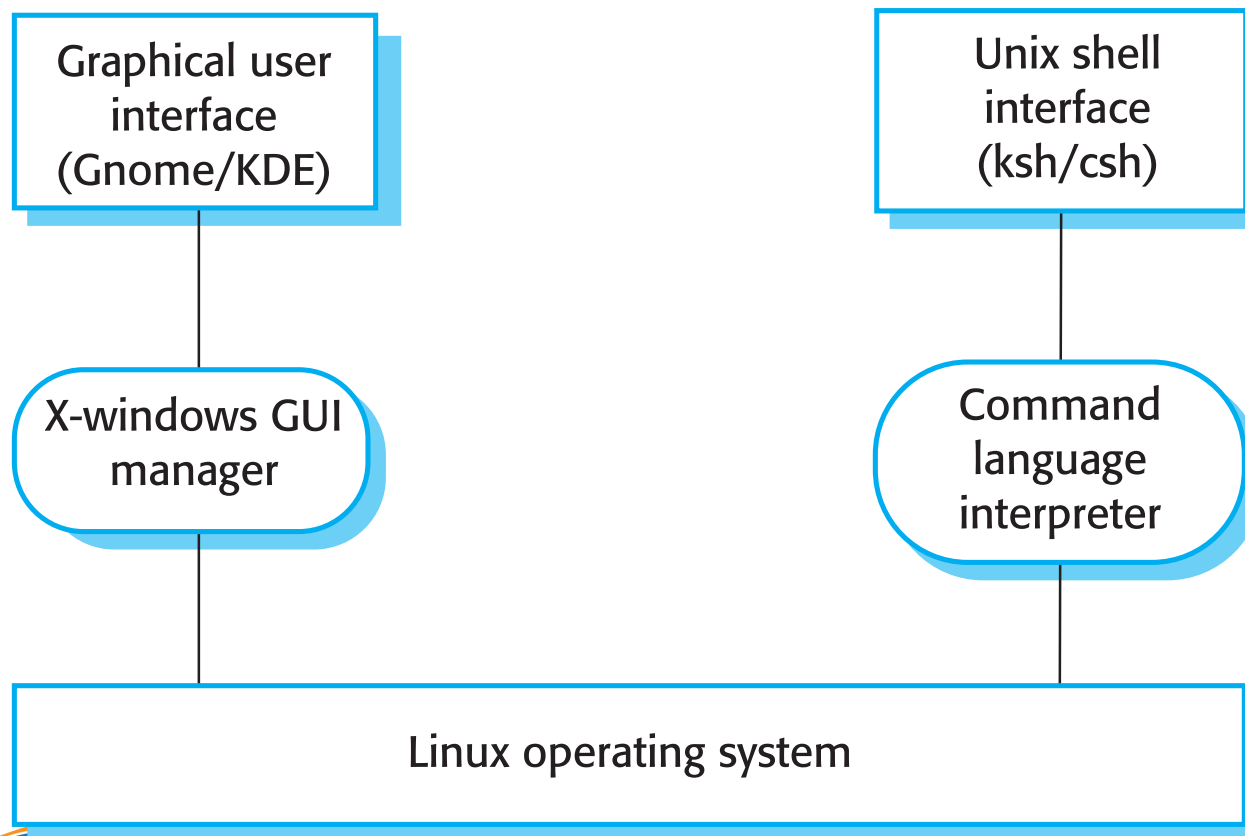 Graphical user
interface
(Gnome/KDE)
Unix shell
interface
(ksh/csh)
X-windows GUI
manager
Command
language
interpreter
Linux operating system